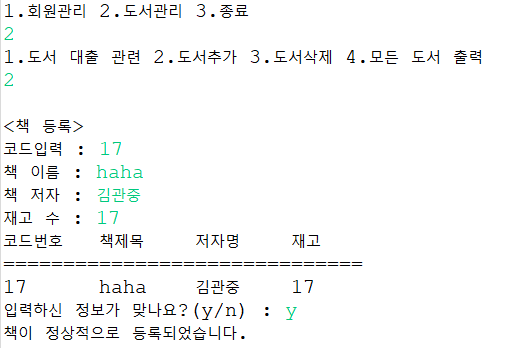 1.회원관리 2.도서관리 3.종료
2
1.도서 대출 관련 2.도서추가 3.도서삭제 4.모든 도서 출력
2
<책 등록>
코드입력 : 17
책 이름 : haha
책 저자 : 김관중
재고 수 : 17
코드번호 책제목 저자명 재고
==============================
17 haha 김관중 17
입력하신 정보가 맞나요?(y/n) : y
책이 정상적으로 등록되었습니다.